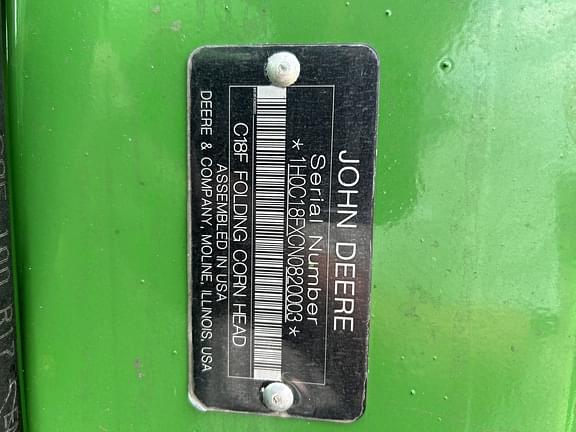 JOHN DEERE
Serial Number
*1H0C18FXCN0820003*
C18F FOLDING CORN HEAD
ASSEMBLED IN USA
DEERE & COMPANY, MOLINE, ILLINOIS, USA